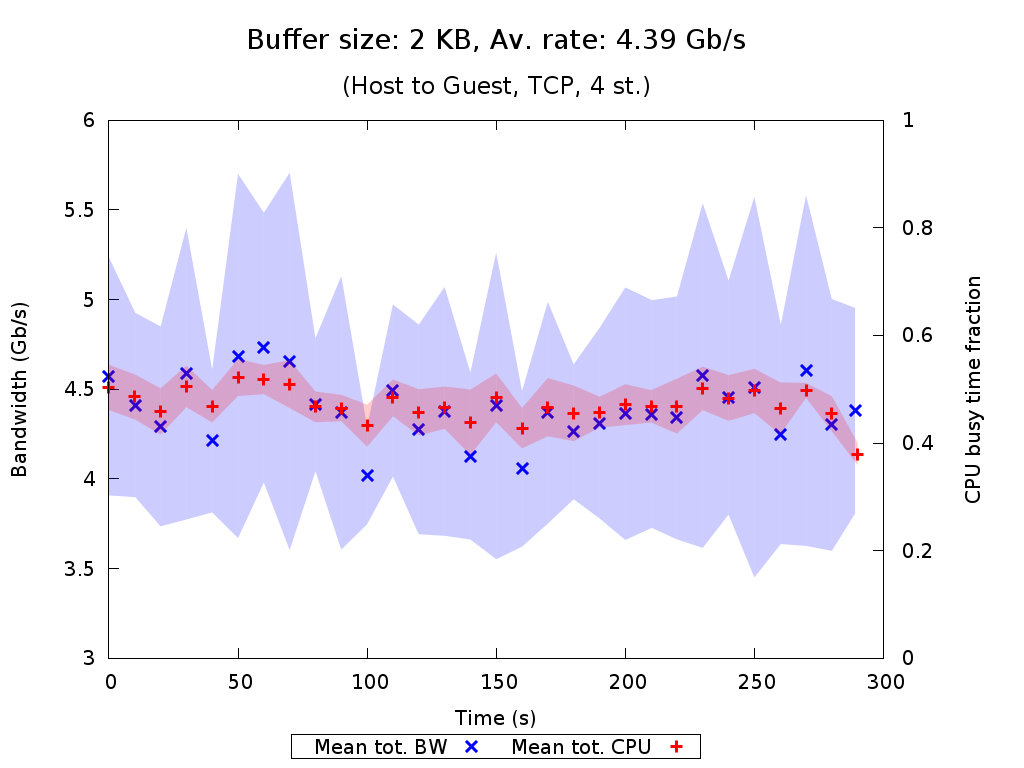 Buffer size: 2 KB, Av. rate: 4.39 Gb/s
(Host to Guest, TCP, 4 st.)
6
5.5
5
4.5
4
3.5
3
1
0.8
0.6
0.4
0.2
0
Bandwidth (Gb/s)
CPU busy time fraction
0 50 100 150 200 250 300
Time (s)
Mean tot. BW Mean tot. CPU